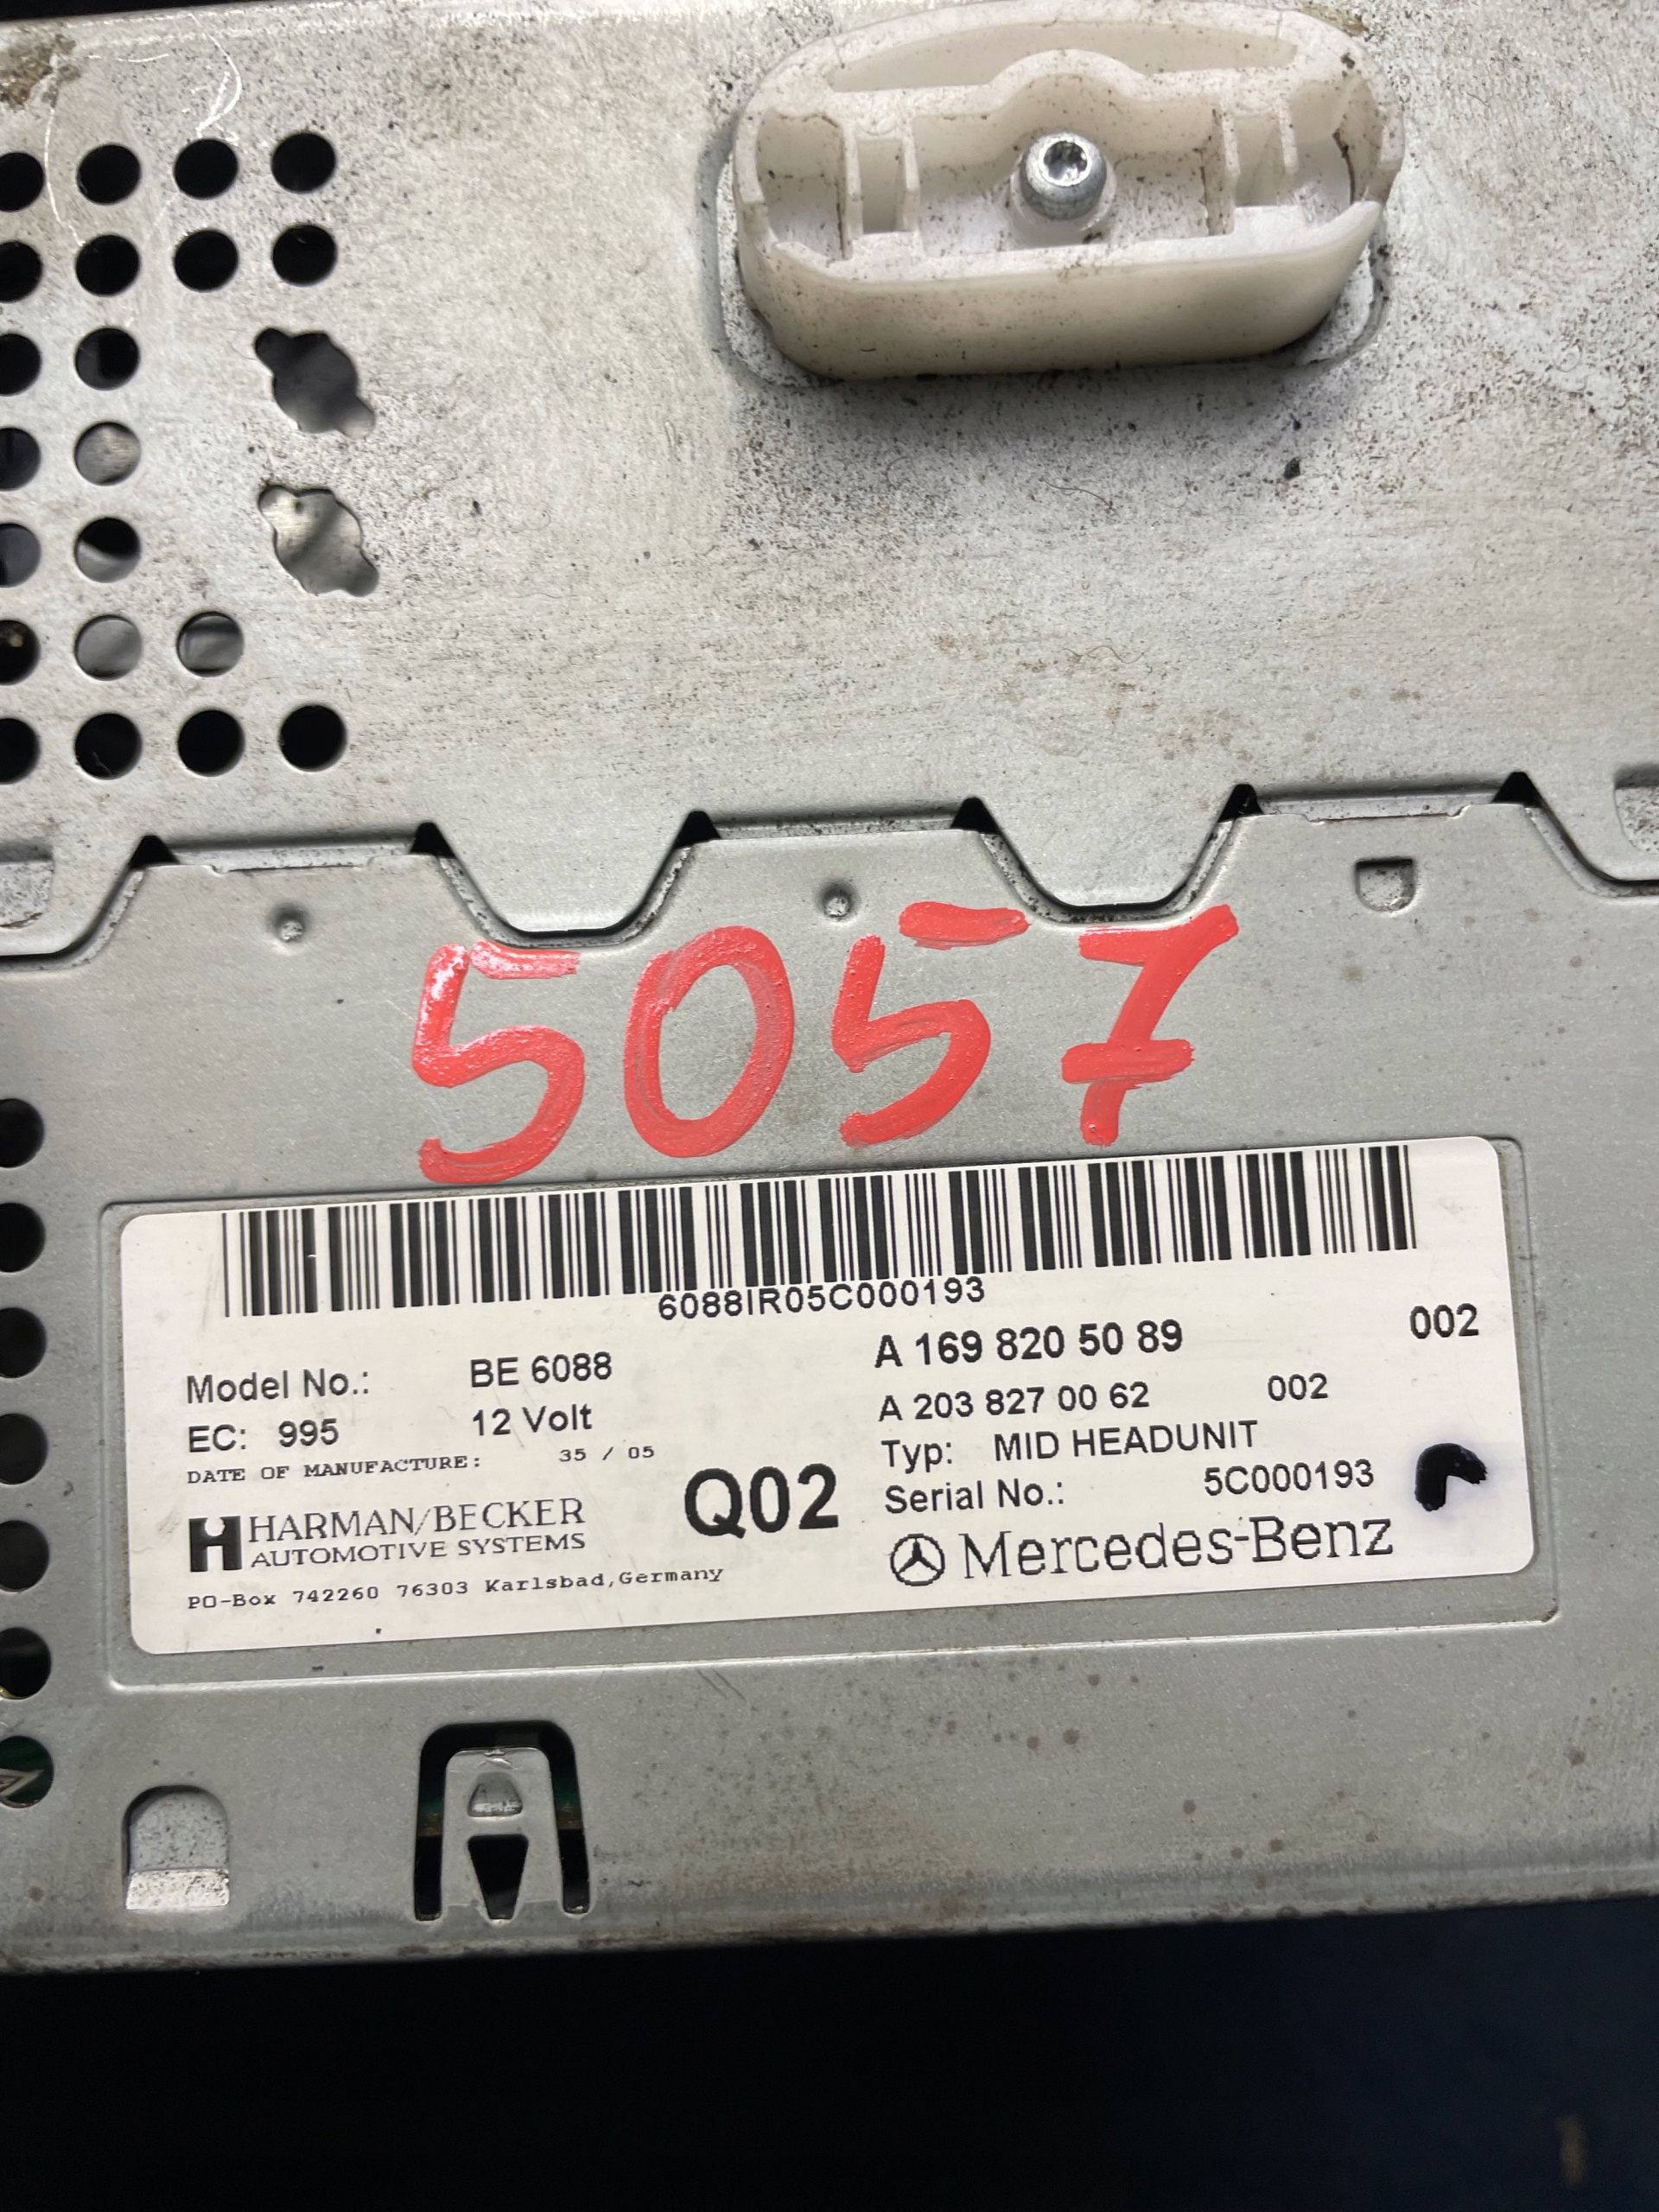 5057
6088IR05C000193
A 169 820 50 89 002
Model No.: BE 6088
A 203 827 00 62 002
EC: 995 12 Volt
Typ: MID HEADUNIT
DATE OF MANUFACTURE: 35 / 05
Q02
Serial No.: 5C000193
HARMAN/BECKER
AUTOMOTIVE SYSTEMS
Mercedes-Benz
PO-Box 742260 76303 Karlsbad,Germany